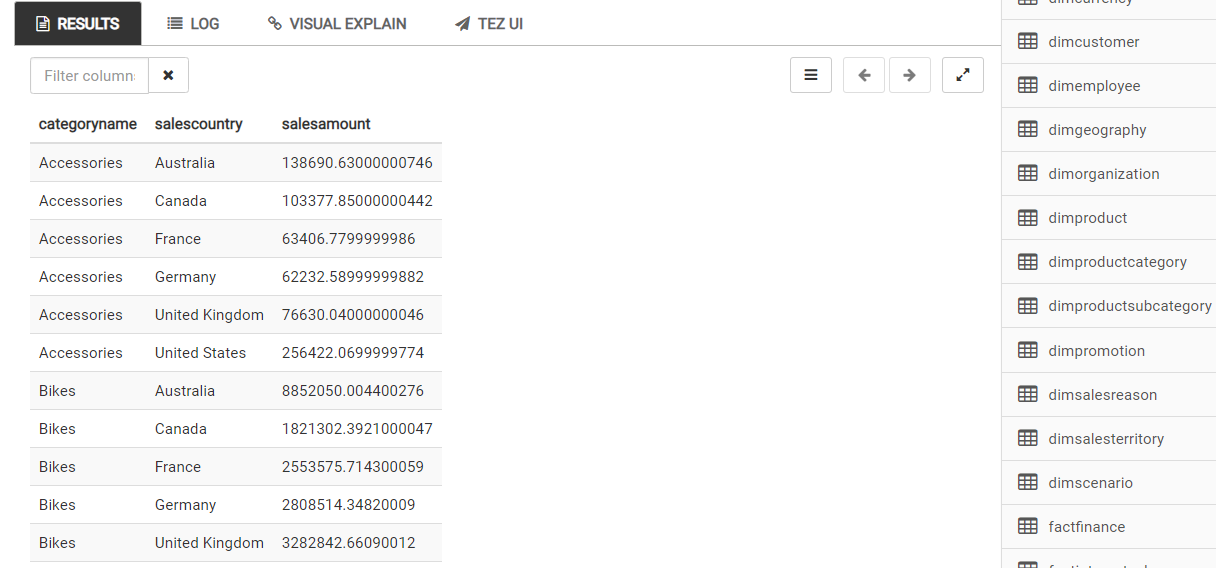 RESULTS LOG VISUAL EXPLAIN TEZ UI
Filter column
categoryname salescountry salesamount
Accessories Australia 138690.63000000746
Accessories Canada 103377.85000000442
Accessories France 63406.7799999986
Accessories Germany 62232.58999999882
Accessories United Kingdom 76630.04000000046
Accessories United States 256422.0699999774
Bikes Australia 8852050.004400276
Bikes Canada 1821302.3921000047
Bikes France 2553575.714300059
Bikes Germany 2808514.34820009
Bikes United Kingdom 3282842.66090012
dimcurrency
dimcustomer
dimemployee
dimgeography
dimorganization
dimproduct
dimproductcategory
dimproductsubcategory
dimpromotion
dimsalesreason
dimsalesterritory
dimscenario
factfinance